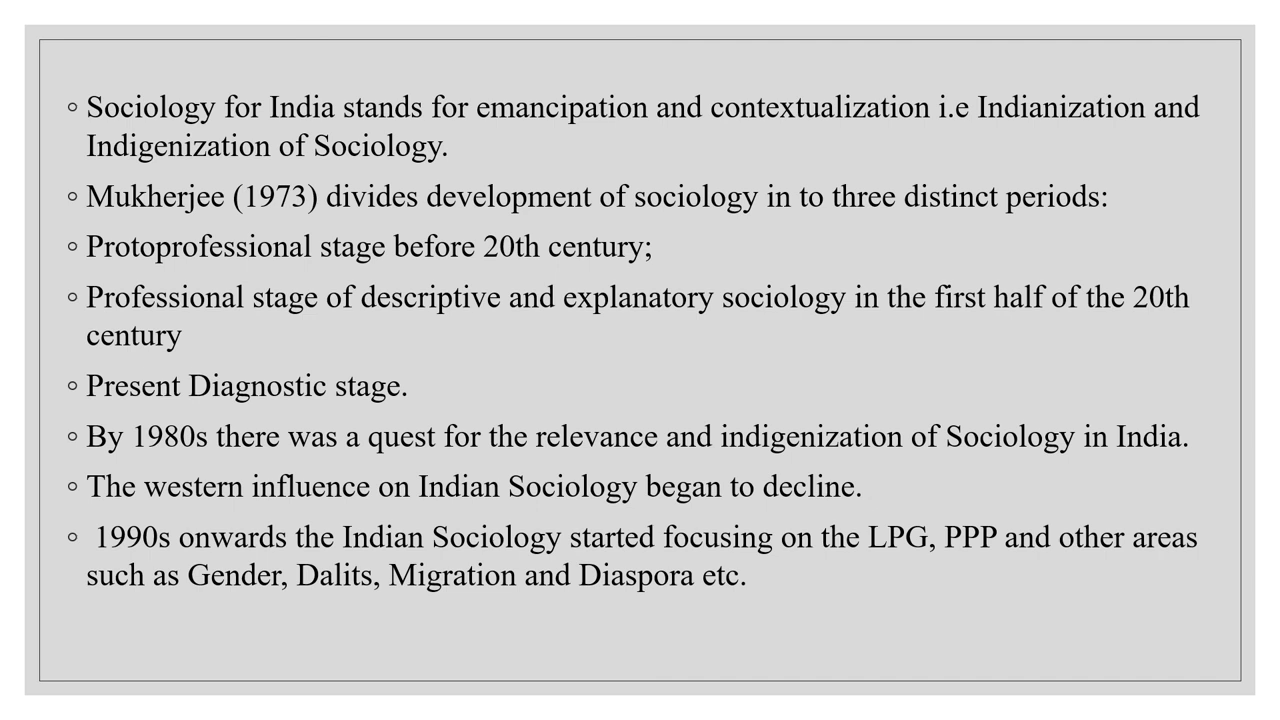 ◦ Sociology for India stands for emancipation and contextualization i.e Indianization and
Indigenization of Sociology.
◦ Mukherjee (1973) divides development of sociology in to three distinct periods:
◦ Protoprofessional stage before 20th century;
◦ Professional stage of descriptive and explanatory sociology in the first half of the 20th
century
◦ Present Diagnostic stage.
◦ By 1980s there was a quest for the relevance and indigenization of Sociology in India.
◦ The western influence on Indian Sociology began to decline.
◦ 1990s onwards the Indian Sociology started focusing on the LPG, PPP and other areas
such as Gender, Dalits, Migration and Diaspora etc.